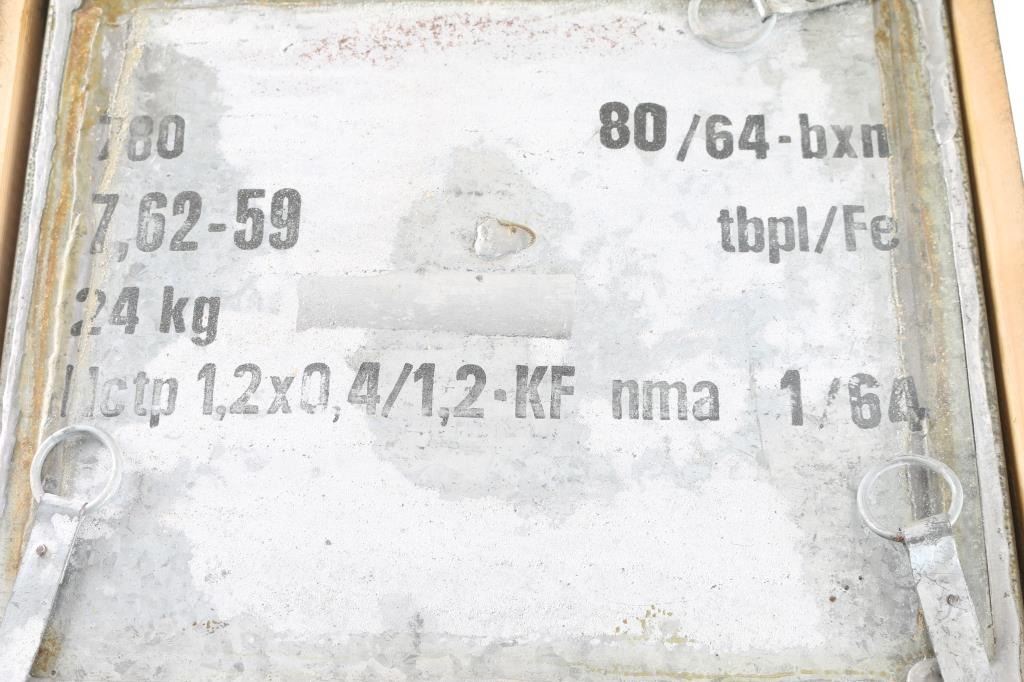 780 80/64-bxn
7,62-59 tbpl/Fe
24 kg
Nctp 1,2x0,4/1,2-KF nma 1/64